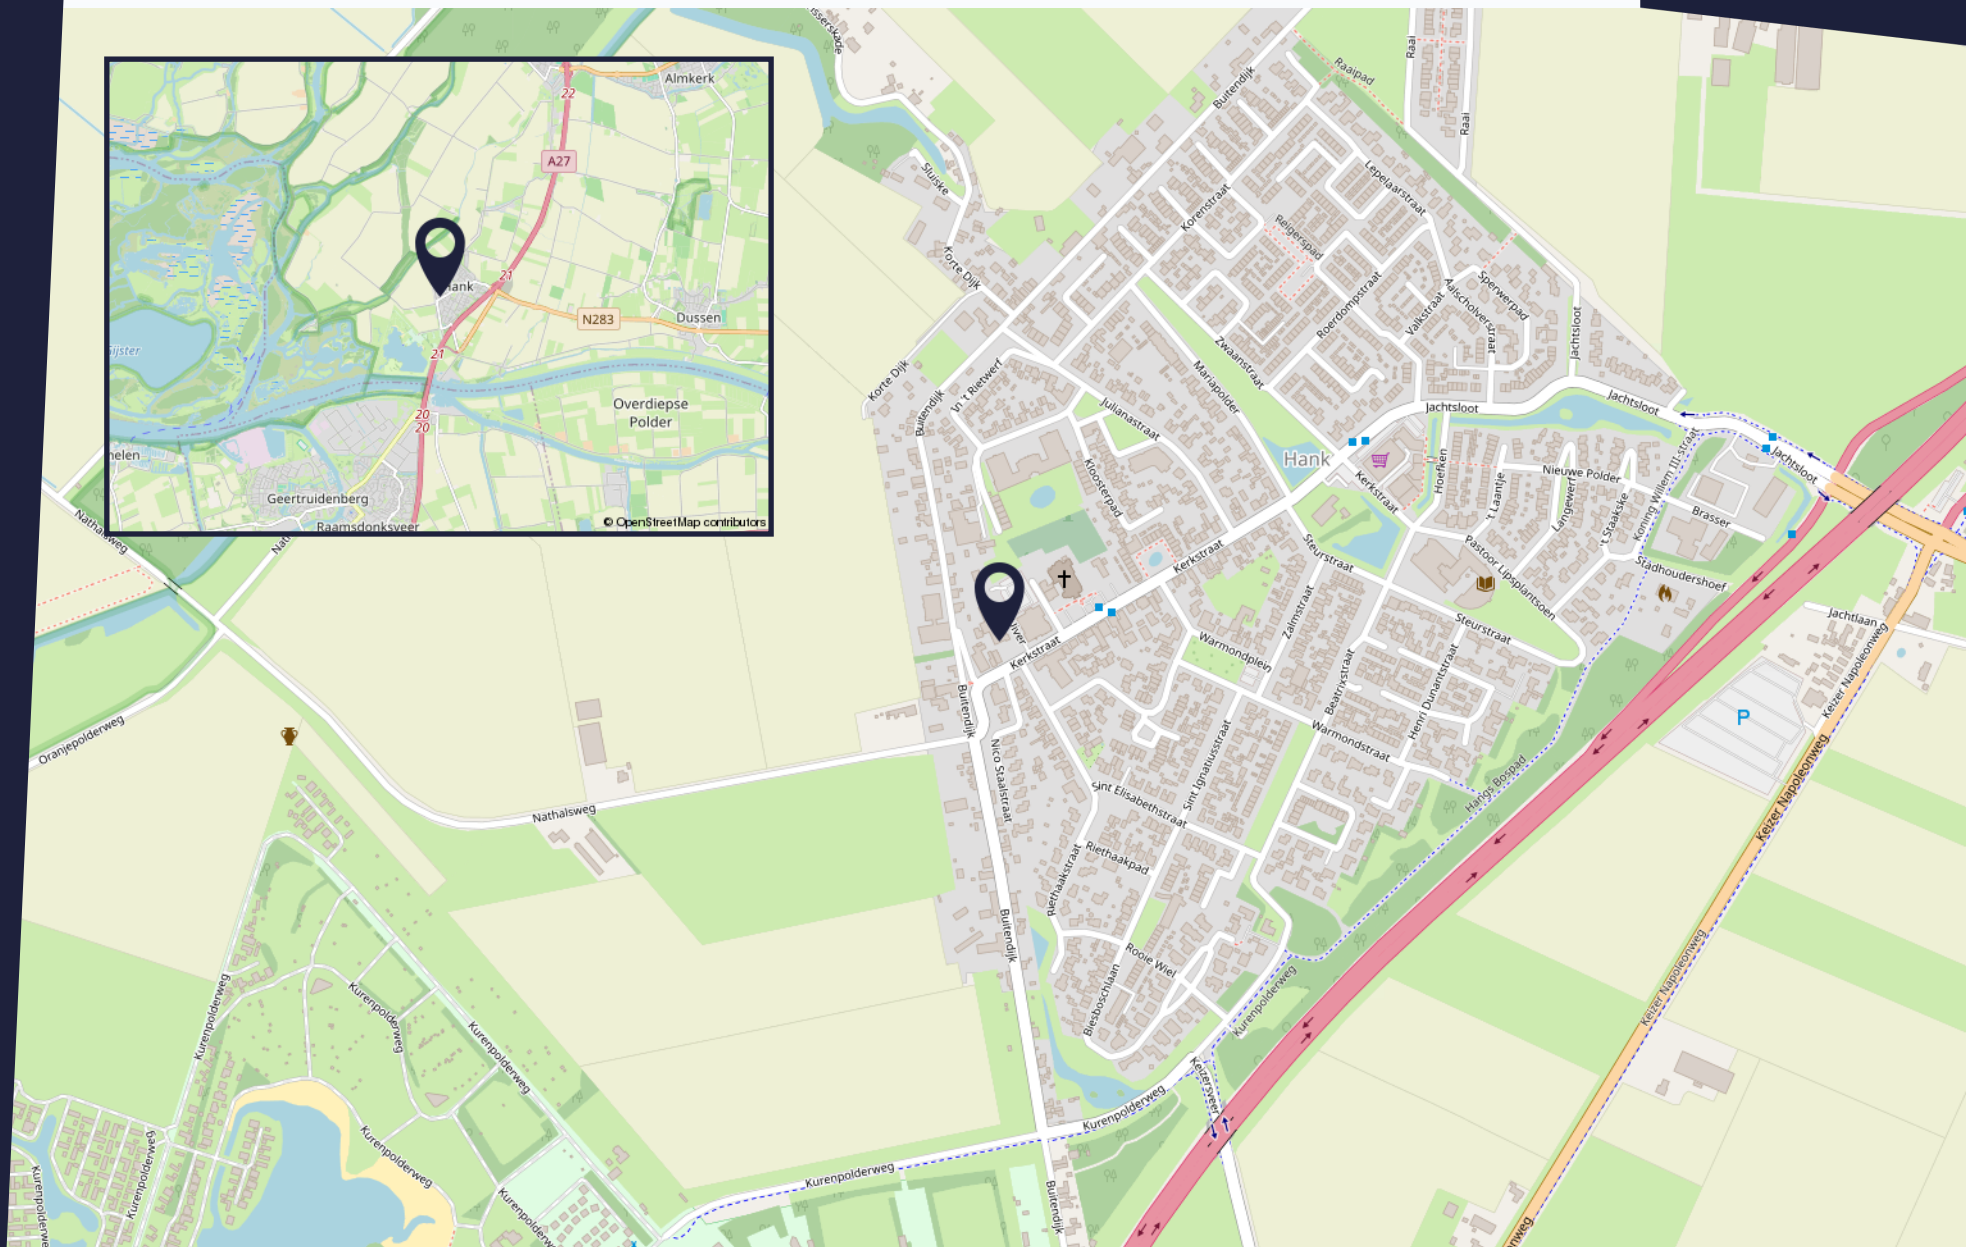 Almkerk
22
A27
Hank
21
N283
Dussen
21
20
20
Overdiepse
Polder
Geertruidenberg
Raamsdonksveer
© OpenStreetMap contributors
Raai
Raai
Raaipad
Buitendijk
Sluiske
Korte Dijk
Korenstraat
Lepelaarstraat
Reigerspad
Sperwerpad
Aalscholverstraat
Valkstraat
Roerdompstraat
Jachtsloot
Zwaanstraat
Mariapolder
Korte Dijk
Buitendijk
In 't Rietwerf
Julianastraat
Jachtsloot
Jachtsloot
Jachtsloot
Hank
Kloosterpad
Kerkstraat
Hoefken
't Laantje
Nieuwe Polder
Langewerf
't Staakske
Koning Willem III-straat
Brasser
Pastoor Lipsplantsoen
Stadhoudershof
Nathalsweg
Kerkstraat
Steurstraat
Steurstraat
Zalmstraat
Warmondplein
Kerkstraat
Jachtlaan
Keizer Napoleonweg
Beatrixstraat
Henri Dunantstraat
Warmondstraat
P
Oranjepolderweg
Buitendijk
Nico Staalstraat
Sint Ignatiusstraat
Sint Elisabethstraat
Hangs Bospad
Keizer Napoleonweg
Nathalsweg
Riethaakpad
Riethaakstraat
Buitendijk
Rooie Wiel
Biesboschlaan
Kurenpolderweg
Keizer Napoleonweg
Kurenpolderweg
Kurenpolderweg
Kurenpolderweg
Keizersveer
Kurenpolderweg
Kurenpolderweg
Kurenpolderweg
Kurenpolderweg
Kurenpolderweg
Buitendijk